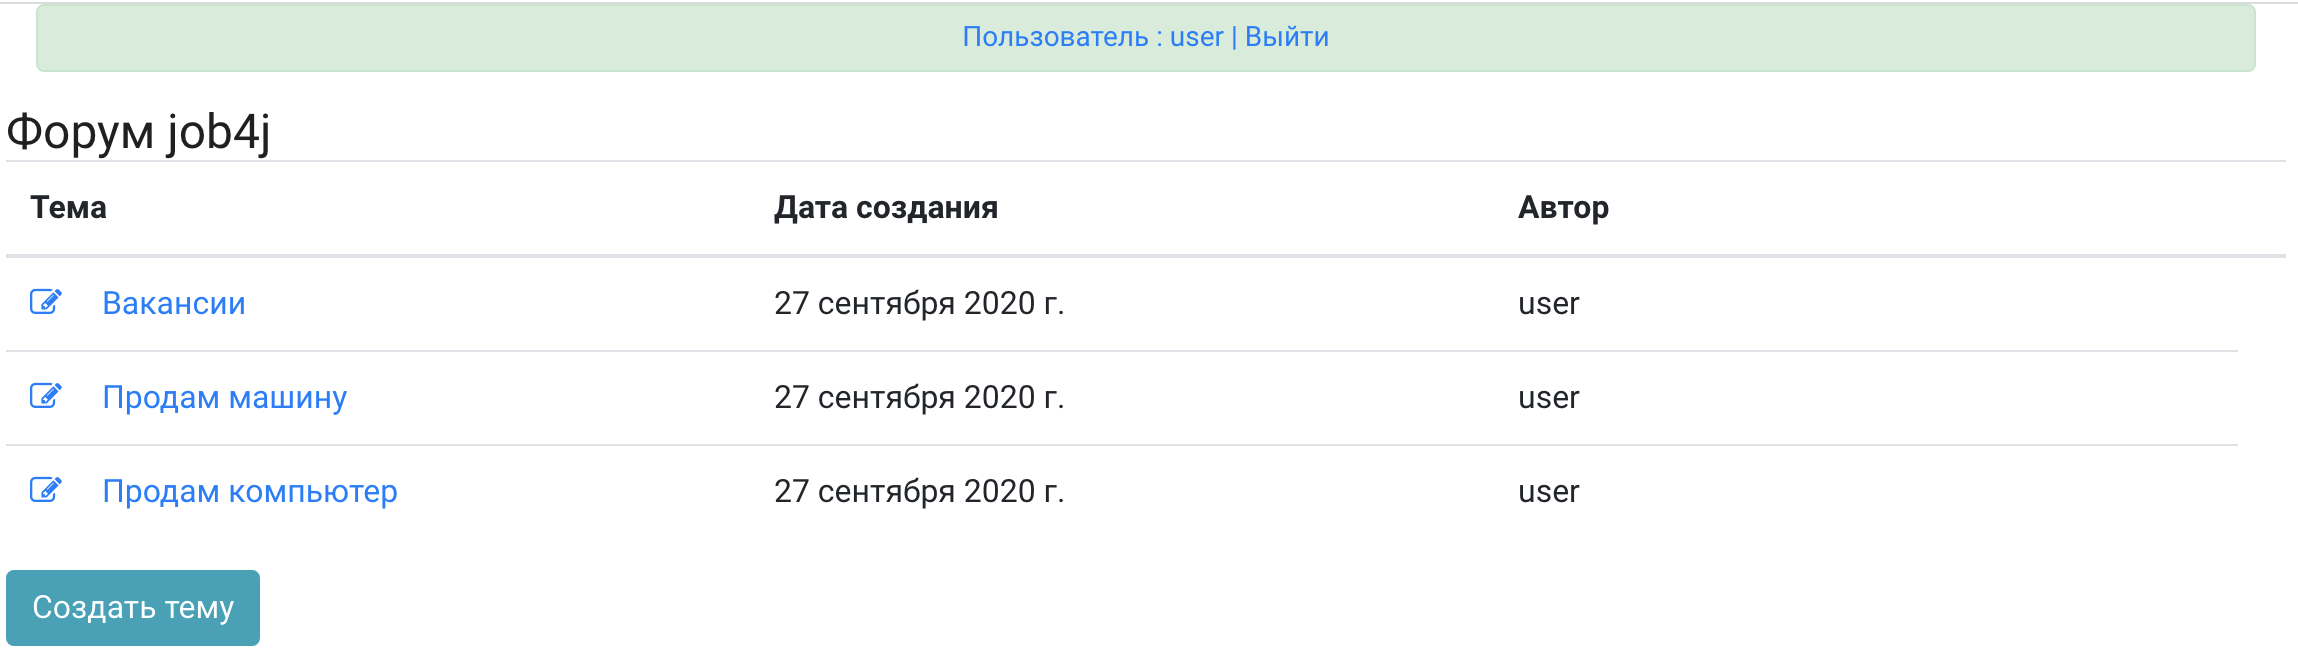 Пользователь : user | Выйти
Форум job4j
Тема Дата создания Автор
Вакансии 27 сентября 2020 г. user
Продам машину 27 сентября 2020 г. user
Продам компьютер 27 сентября 2020 г. user
Создать тему